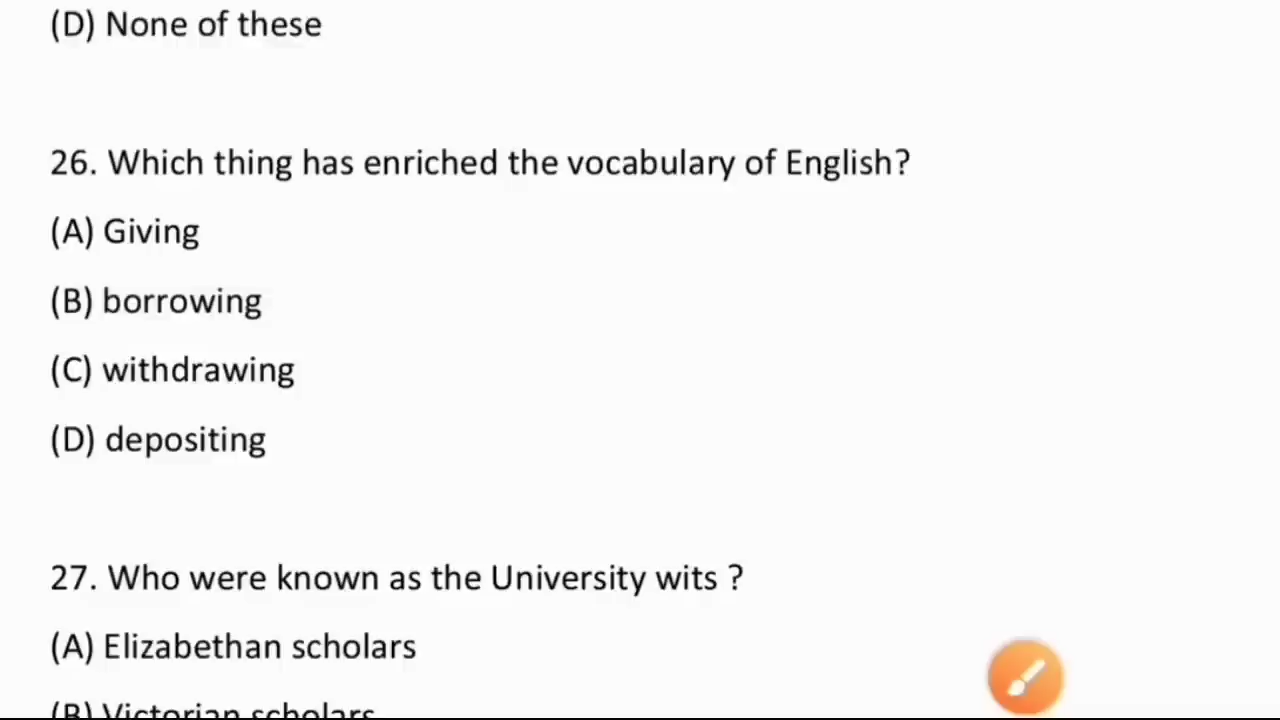 (D) None of these
26. Which thing has enriched the vocabulary of English?
(A) Giving
(B) borrowing
(C) withdrawing
(D) depositing
27. Who were known as the University wits ?
(A) Elizabethan scholars
(B) Victorian scholars